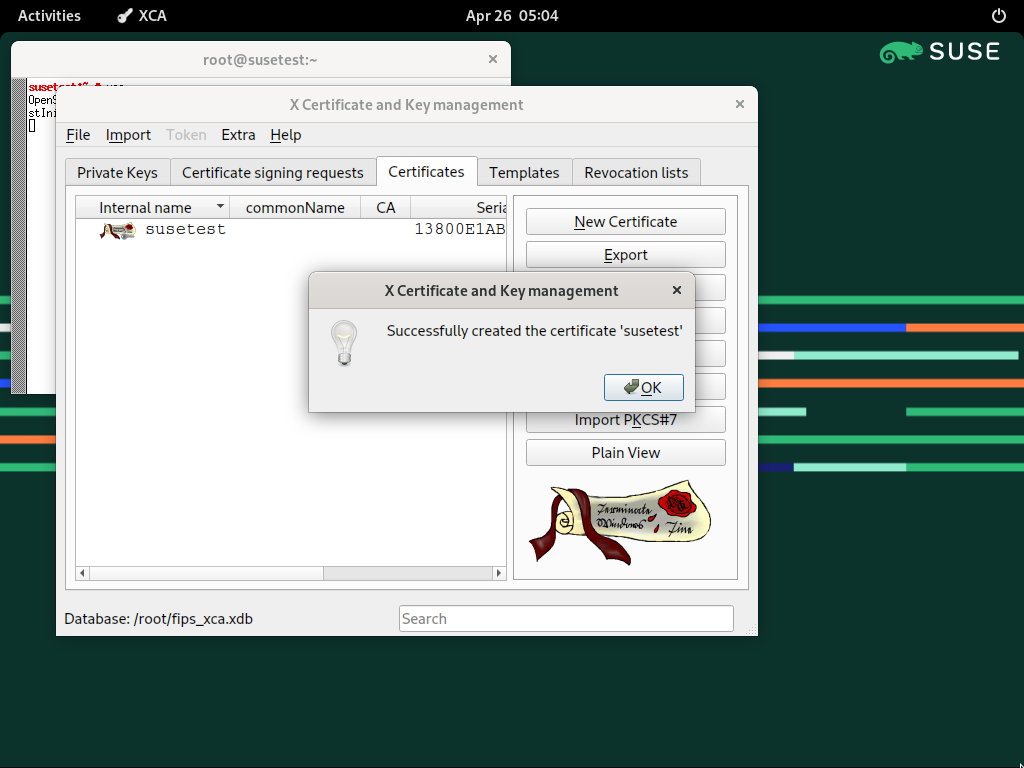 Activities XCA Apr 26 05:04
SUSE
root@susetest:~
OpenS
stIni
X Certificate and Key management
File Import Token Extra Help
Private Keys Certificate signing requests Certificates Templates Revocation lists
Internal name commonName CA Seria
susetest 13800E1AB
New Certificate
Export
X Certificate and Key management
Successfully created the certificate 'susetest'
OK
Import PKCS#7
Plain View
Terminate
Windows
Fine
Database: /root/fips_xca.xdb Search